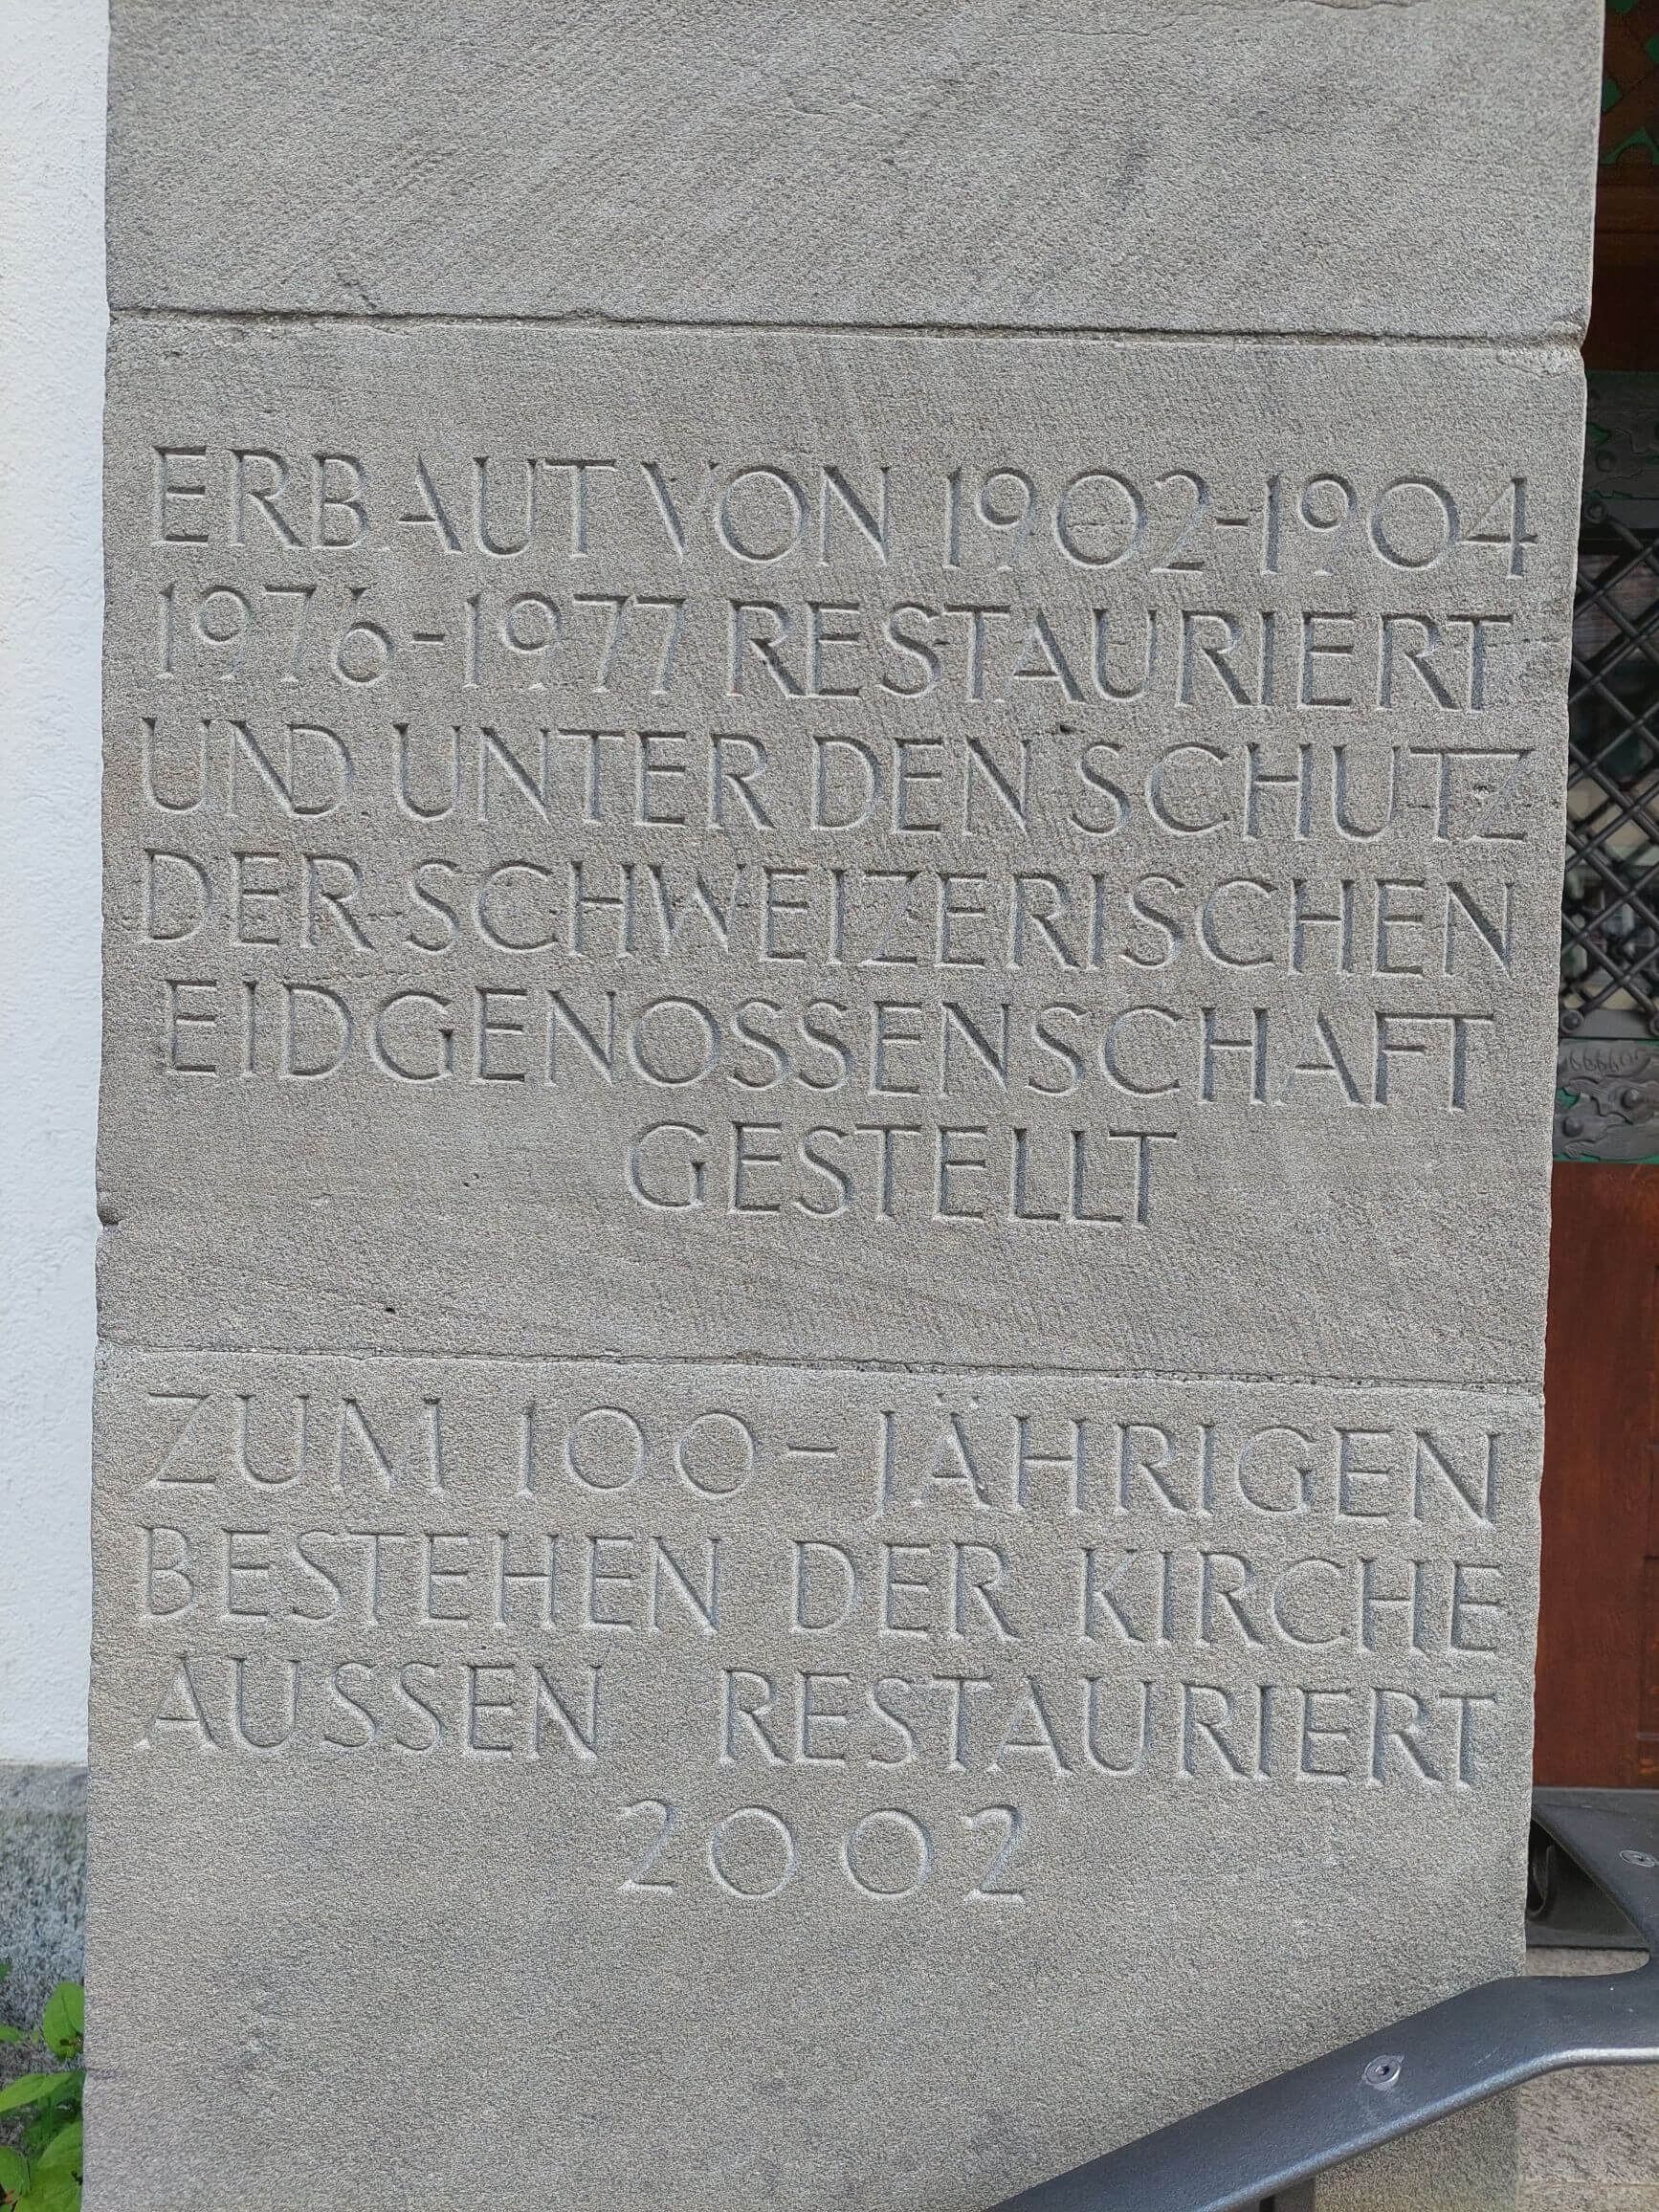 ERBAUT VON 1902-1904
1976-1977 RESTAURIERT
UND UNTER DEN SCHUTZ
DER SCHWEIZERISCHEN
EIDGENOSSENSCHAFT
GESTELLT
ZUM 100-JÄHRIGEN
BESTEHEN DER KIRCHE
AUSSEN RESTAURIERT
2002